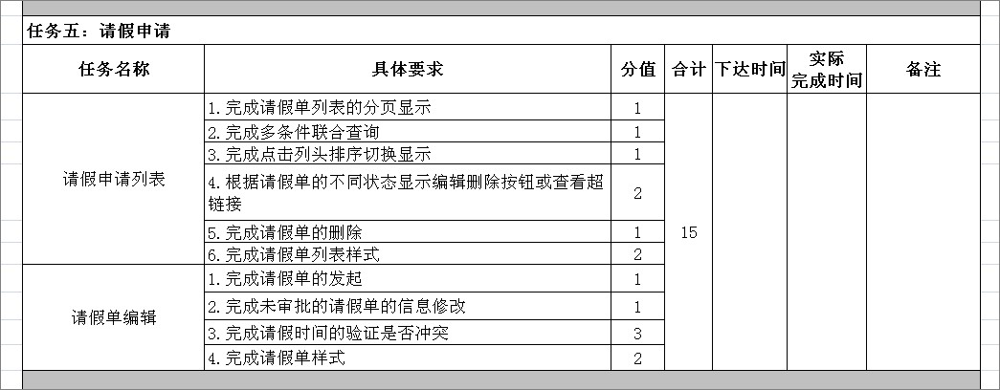 任务五：请假申请
任务名称 具体要求 分值 合计 下达时间 实际完成时间 备注
请假申请列表
1.完成请假单列表的分页显示 1
2.完成多条件联合查询 1
3.完成点击列头排序切换显示 1
4.根据请假单的不同状态显示编辑删除按钮或查看超
链接 2
5.完成请假单的删除 1
6.完成请假单列表样式 2
15
请假单编辑
1.完成请假单的发起 1
2.完成未审批的请假单的信息修改 1
3.完成请假时间的验证是否冲突 3
4.完成请假单样式 2